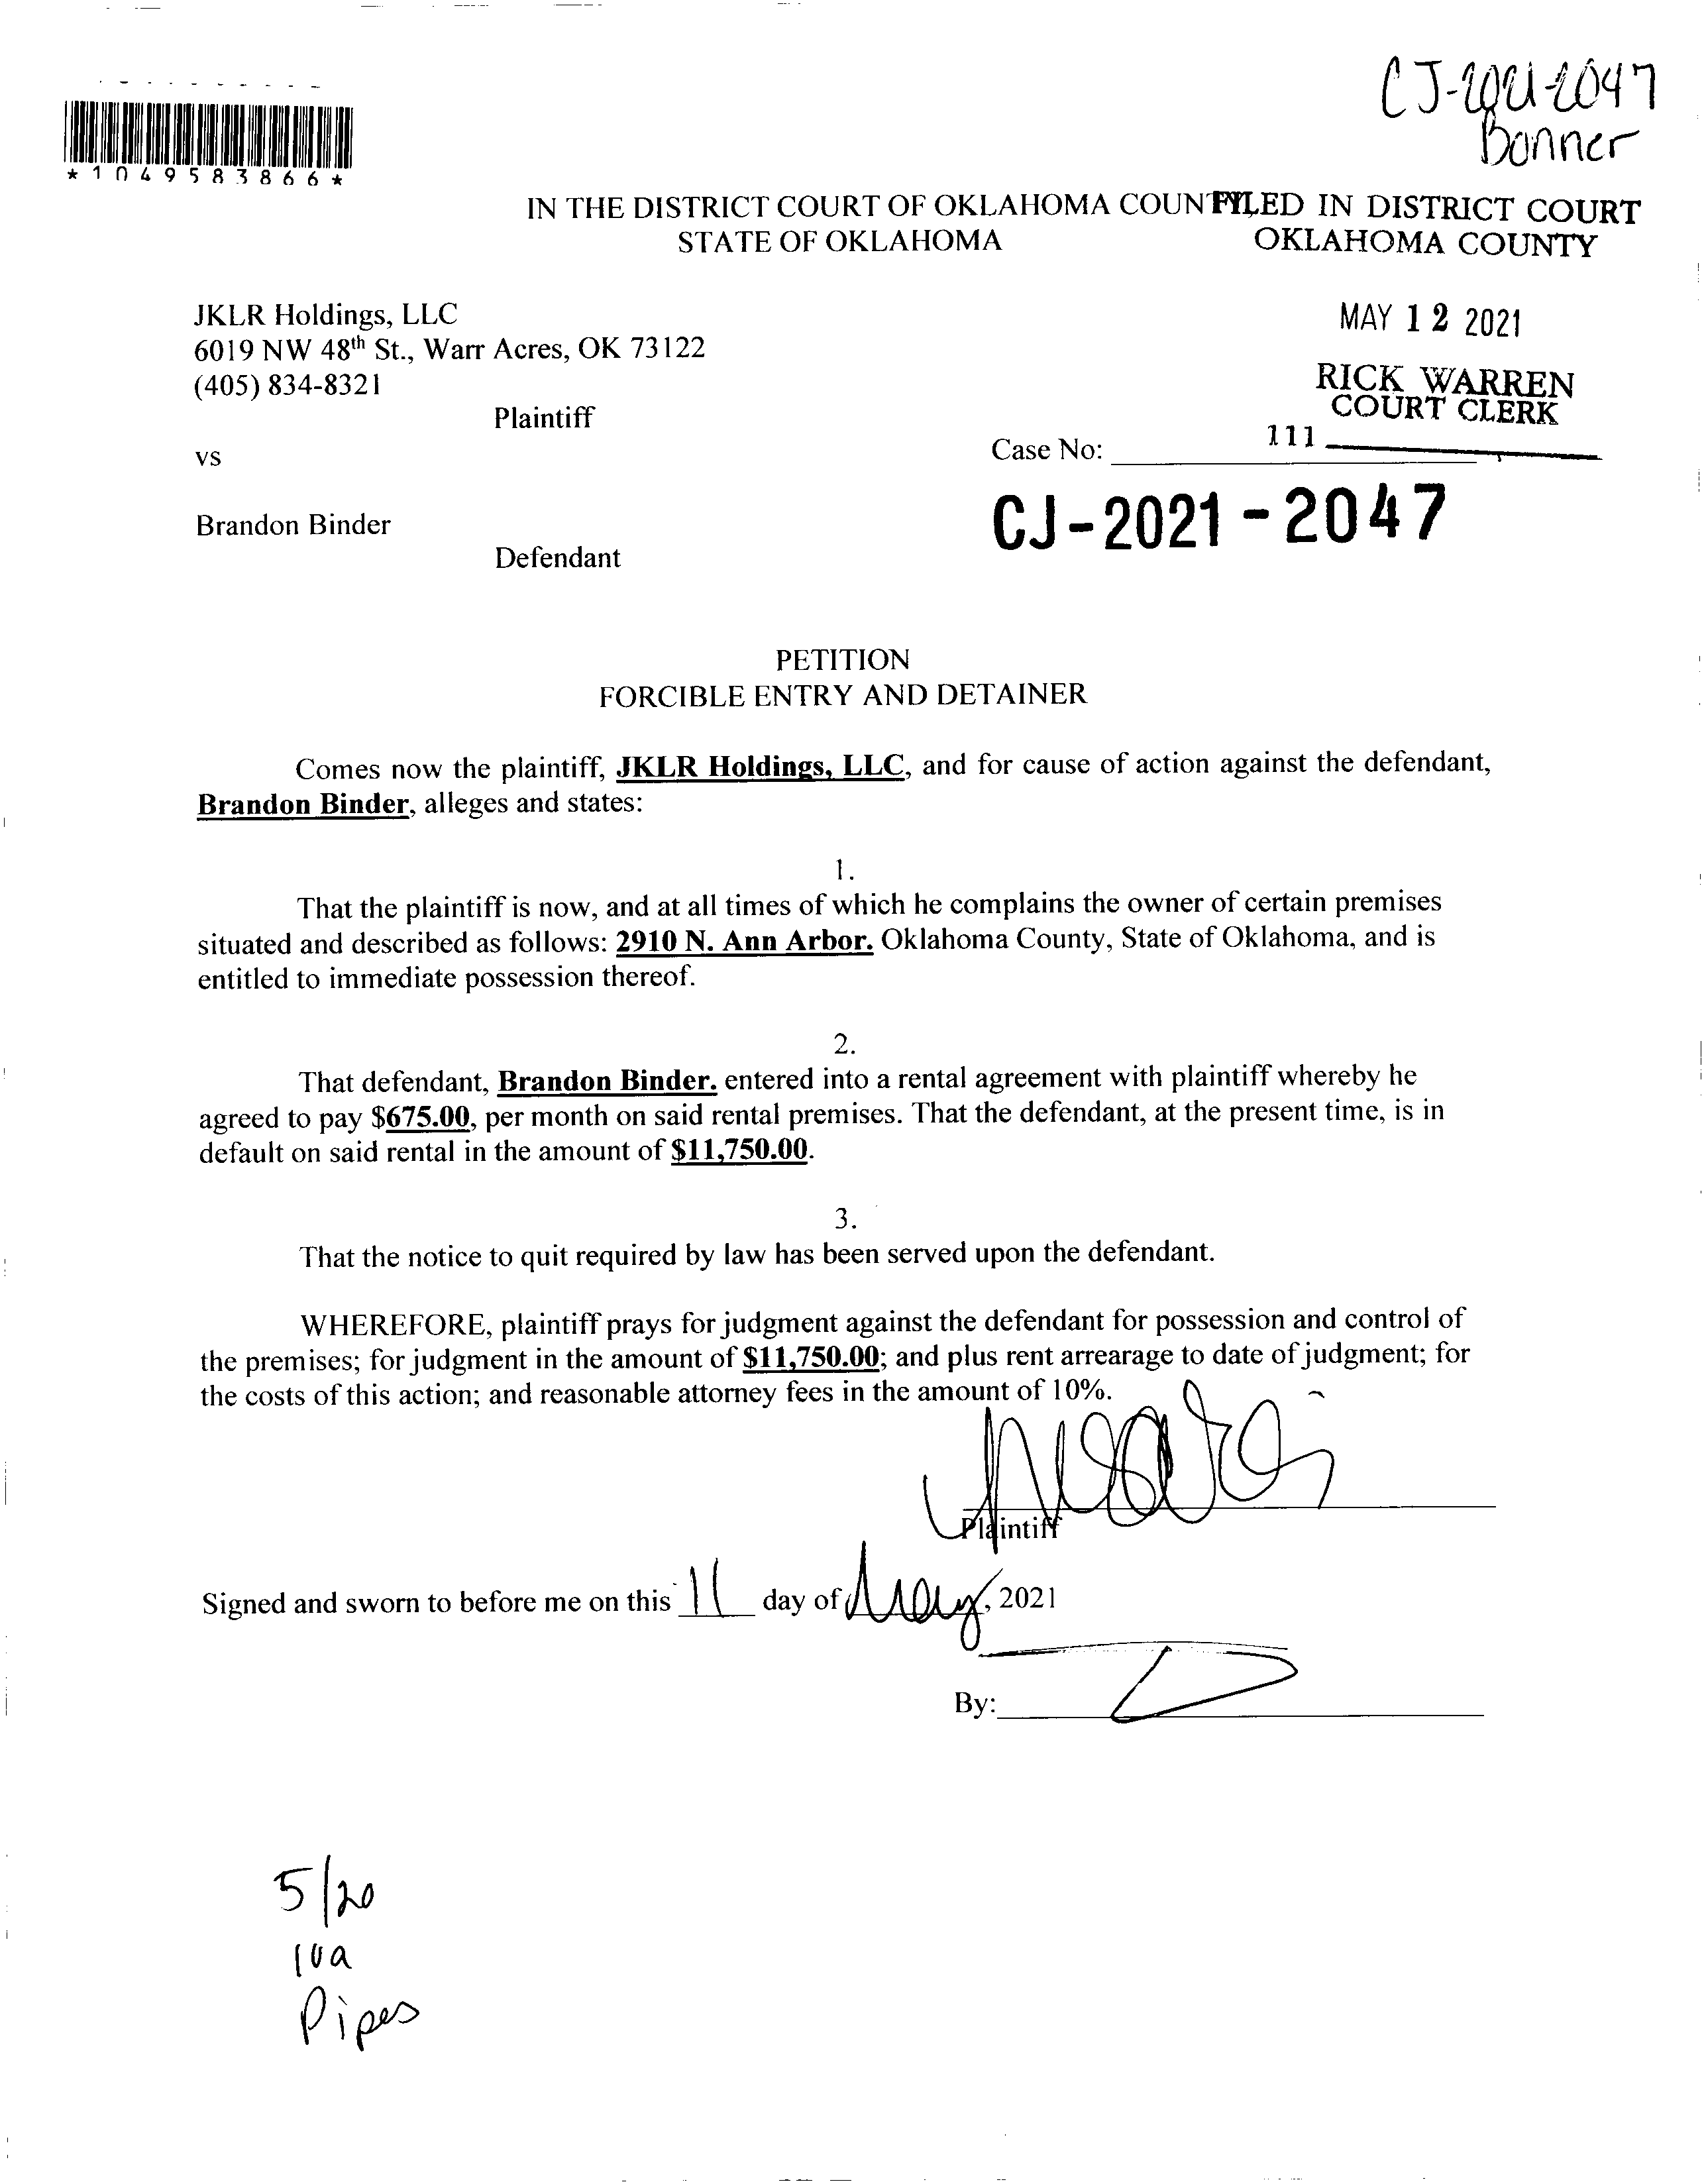 CJ-2021-2047
Bonner
*1049583866*
IN THE DISTRICT COURT OF OKLAHOMA COUNTY
STATE OF OKLAHOMA
FILED IN DISTRICT COURT
OKLAHOMA COUNTY
JKLR Holdings, LLC
6019 NW 48th St., Warr Acres, OK 73122
(405) 834-8321
Plaintiff
MAY 12 2021
RICK WARREN
COURT CLERK
111
vs
Case No:
CJ-2021-2047
Brandon Binder
Defendant
PETITION
FORCIBLE ENTRY AND DETAINER
Comes now the plaintiff, JKLR Holdings, LLC, and for cause of action against the defendant,
Brandon Binder, alleges and states:
1.
That the plaintiff is now, and at all times of which he complains the owner of certain premises
situated and described as follows: 2910 N. Ann Arbor. Oklahoma County, State of Oklahoma, and is
entitled to immediate possession thereof.
2.
That defendant, Brandon Binder. entered into a rental agreement with plaintiff whereby he
agreed to pay $675.00, per month on said rental premises. That the defendant, at the present time, is in
default on said rental in the amount of $11,750.00.
3.
That the notice to quit required by law has been served upon the defendant.
WHEREFORE, plaintiff prays for judgment against the defendant for possession and control of
the premises; for judgment in the amount of $11,750.00; and plus rent arrearage to date of judgment; for
the costs of this action; and reasonable attorney fees in the amount of 10%.
Plaintiff
Signed and sworn to before me on this 11 day of May, 2021
By:
5/20
10a
Pipes